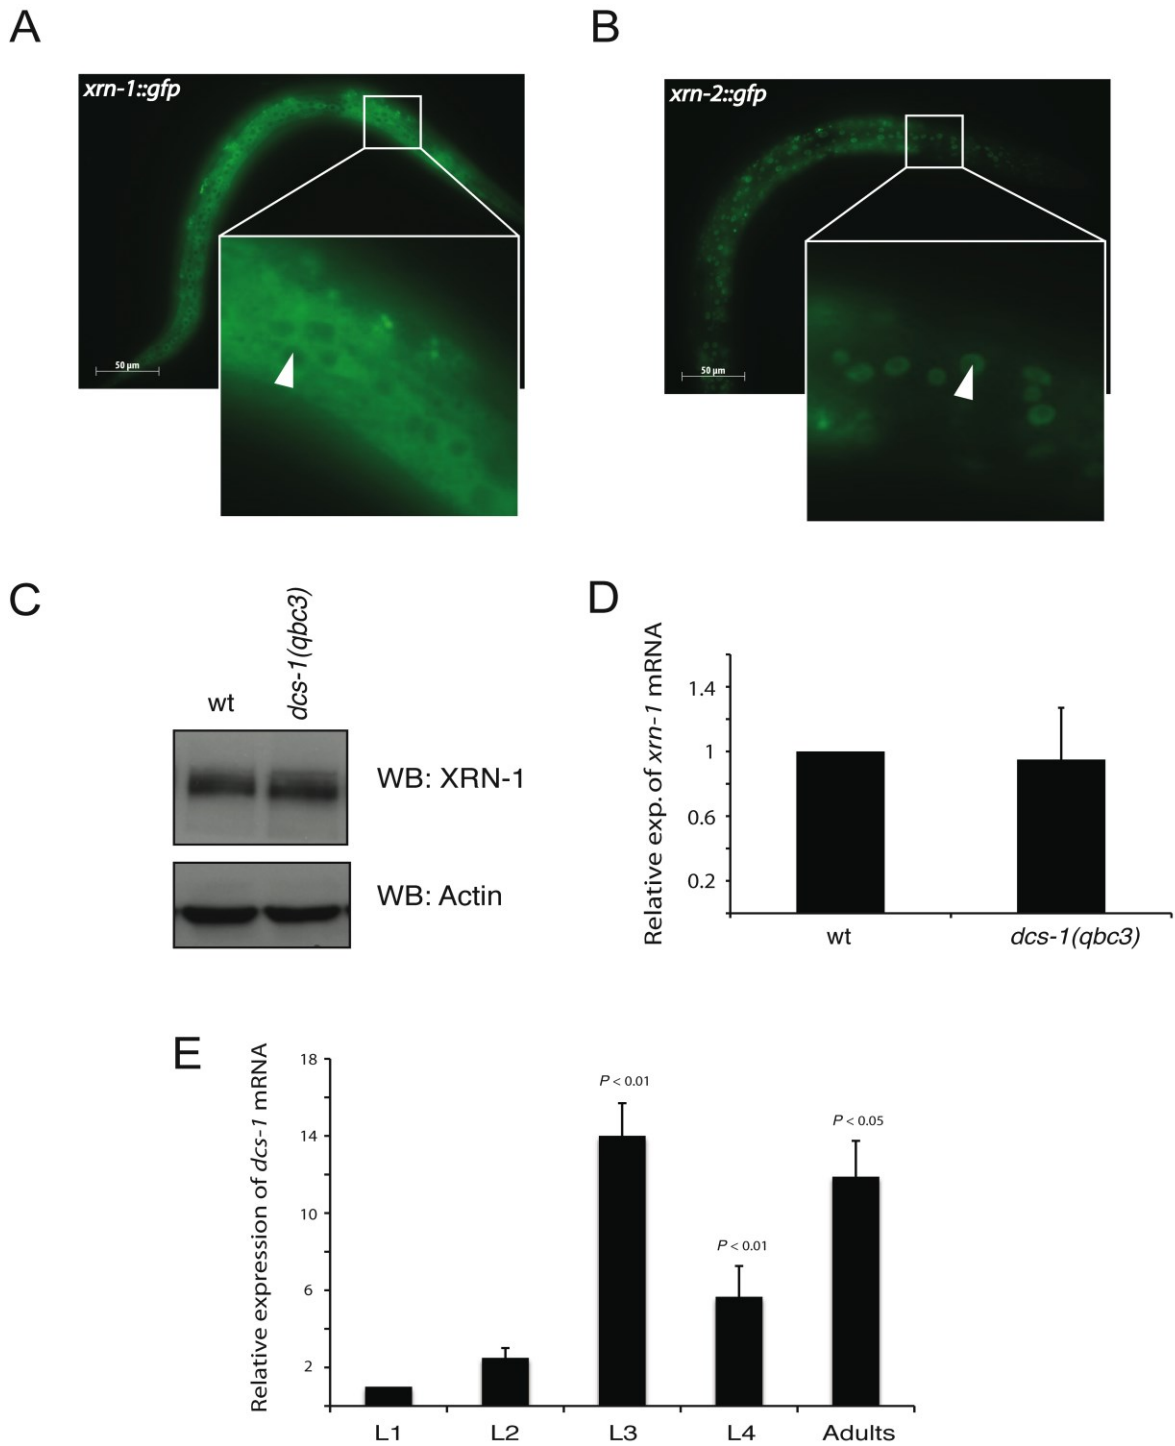 A
B
xrn-1::gfp
xrn-2::gfp
50 µm
50 µm
C
D
wt
dcs-1(qbc3)
WB: XRN-1
WB: Actin
Relative exp. of xrn-1 mRNA
1.4
1
0.6
0.2
wt
dcs-1(qbc3)
E
Relative expression of dcs-1 mRNA
18
14
10
6
2
P < 0.01
P < 0.01
P < 0.05
L1
L2
L3
L4
Adults